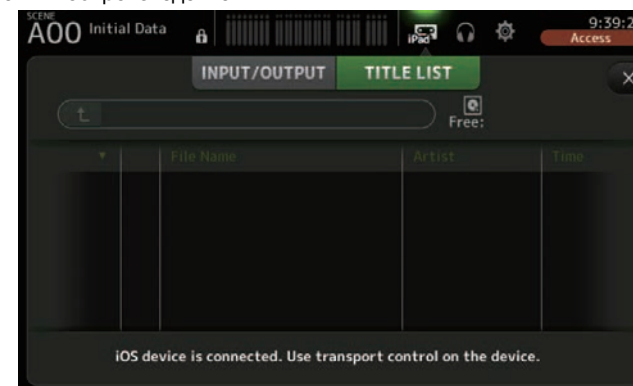 SCENE
A00 Initial Data
iPad
9:39:2
Access
INPUT/OUTPUT TITLE LIST
Free:
File Name Artist Time
iOS device is connected. Use transport control on the device.